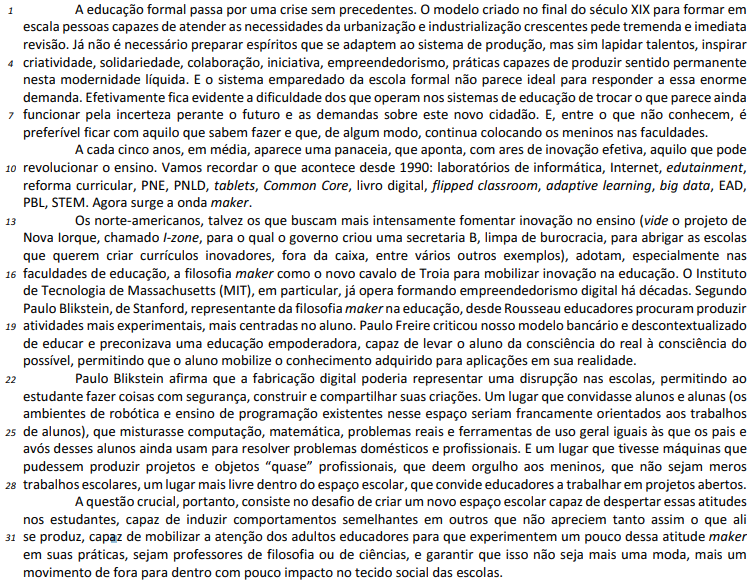 1 A educação formal passa por uma crise sem precedentes. O modelo criado no final do século XIX para formar em
escala pessoas capazes de atender as necessidades da urbanização e industrialização crescentes pede tremenda e imediata
revisão. Já não é necessário preparar espíritos que se adaptem ao sistema de produção, mas sim lapidar talentos, inspirar
4 criatividade, solidariedade, colaboração, iniciativa, empreendedorismo, práticas capazes de produzir sentido permanente
nesta modernidade líquida. E o sistema emparedado da escola formal não parece ideal para responder a essa enorme
demanda. Efetivamente fica evidente a dificuldade dos que operam nos sistemas de educação de trocar o que parece ainda
7 funcionar pela incerteza perante o futuro e as demandas sobre este novo cidadão. E, entre o que não conhecem, é
preferível ficar com aquilo que sabem fazer e que, de algum modo, continua colocando os meninos nas faculdades.
A cada cinco anos, em média, aparece uma panaceia, que aponta, com ares de inovação efetiva, aquilo que pode
10 revolucionar o ensino. Vamos recordar o que acontece desde 1990: laboratórios de informática, Internet, edutainment,
reforma curricular, PNE, PNLD, tablets, Common Core, livro digital, flipped classroom, adaptive learning, big data, EAD,
PBL, STEM. Agora surge a onda maker.
13 Os norte-americanos, talvez os que buscam mais intensamente fomentar inovação no ensino (vide o projeto de
Nova Iorque, chamado I-zone, para o qual o governo criou uma secretaria B, limpa de burocracia, para abrigar as escolas
que querem criar currículos inovadores, fora da caixa, entre vários outros exemplos), adotam, especialmente nas
16 faculdades de educação, a filosofia maker como o novo cavalo de Troia para mobilizar inovação na educação. O Instituto
de Tecnologia de Massachusetts (MIT), em particular, já opera formando empreendedorismo digital há décadas. Segundo
Paulo Blikstein, de Stanford, representante da filosofia maker na educação, desde Rousseau educadores procuram produzir
19 atividades mais experimentais, mais centradas no aluno. Paulo Freire criticou nosso modelo bancário e descontextualizado
de educar e preconizava uma educação empoderadora, capaz de levar o aluno da consciência do real à consciência do
possível, permitindo que o aluno mobilize o conhecimento adquirido para aplicações em sua realidade.
22 Paulo Blikstein afirma que a fabricação digital poderia representar uma disrupção nas escolas, permitindo ao
estudante fazer coisas com segurança, construir e compartilhar suas criações. Um lugar que convidasse alunos e alunas (os
ambientes de robótica e ensino de programação existentes nesse espaço seriam francamente orientados aos trabalhos
25 de alunos), que misturasse computação, matemática, problemas reais e ferramentas de uso geral iguais às que os pais e
avós desses alunos ainda usam para resolver problemas domésticos e profissionais. E um lugar que tivesse máquinas que
pudessem produzir projetos e objetos “quase” profissionais, que deem orgulho aos meninos, que não sejam meros
28 trabalhos escolares, um lugar mais livre dentro do espaço escolar, que convide educadores a trabalhar em projetos abertos.
A questão crucial, portanto, consiste no desafio de criar um novo espaço escolar capaz de despertar essas atitudes
nos estudantes, capaz de induzir comportamentos semelhantes em outros que não apreciem tanto assim o que ali
31 se produz, capaz de mobilizar a atenção dos adultos educadores para que experimentem um pouco dessa atitude maker
em suas práticas, sejam professores de filosofia ou de ciências, e garantir que isso não seja mais uma moda, mais um
movimento de fora para dentro com pouco impacto no tecido social das escolas.